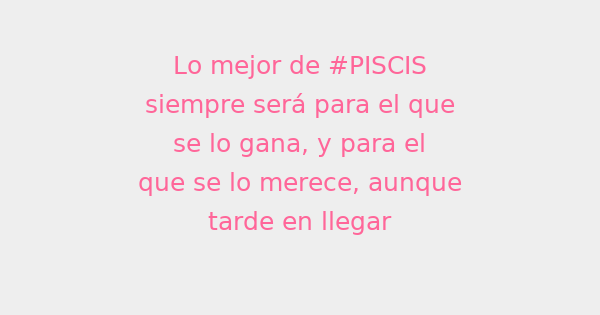 Lo mejor de #PISCIS
siempre será para el que
se lo gana, y para el
que se lo merece, aunque
tarde en llegar